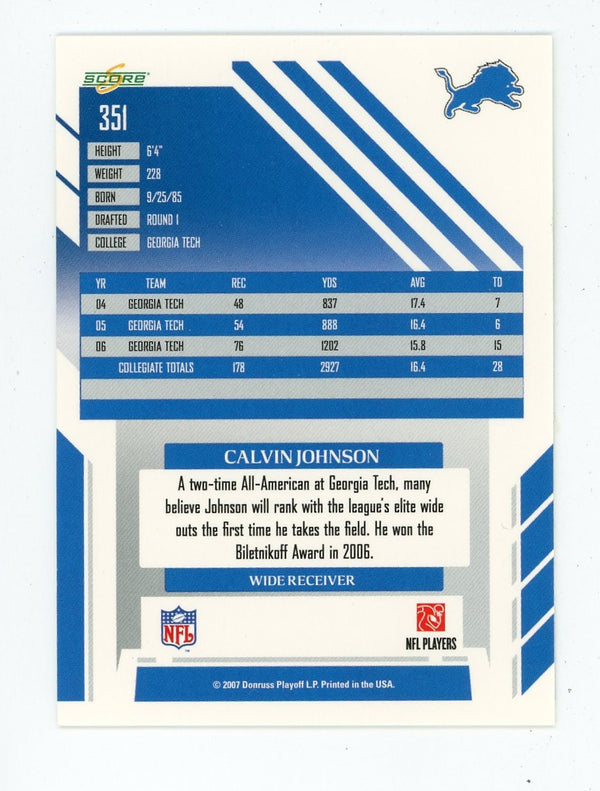 SCORE
351
HEIGHT 6'4"
WEIGHT 228
BORN 9/25/85
DRAFTED ROUND 1
COLLEGE GEORGIA TECH
YR TEAM REC YDS AVG TD
04 GEORGIA TECH 48 837 17.4 7
05 GEORGIA TECH 54 888 16.4 6
06 GEORGIA TECH 76 1202 15.8 15
COLLEGIATE TOTALS 178 2927 16.4 28
CALVIN JOHNSON
A two-time All-American at Georgia Tech, many
believe Johnson will rank with the league's elite wide
outs the first time he takes the field. He won the
Biletnikoff Award in 2006.
WIDE RECEIVER
NFL
NFL PLAYERS
© 2007 Donruss Playoff L.P. Printed in the USA.